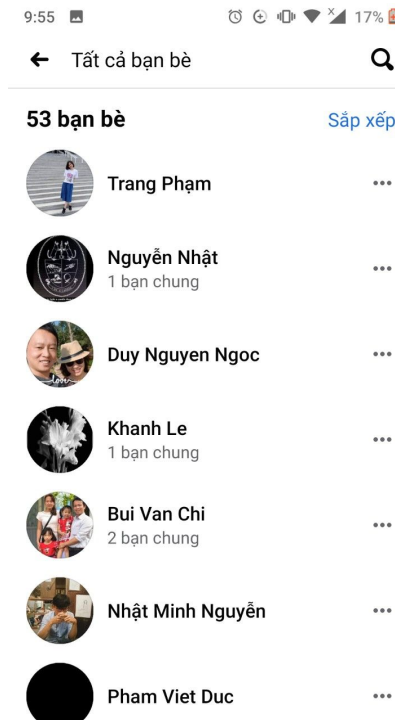 9:55
17%
Tất cả bạn bè
53 bạn bè
Sắp xếp
Trang Phạm
Nguyễn Nhật
1 bạn chung
Duy Nguyen Ngoc
love
Khanh Le
1 bạn chung
Bui Van Chi
2 bạn chung
Nhật Minh Nguyễn
Pham Viet Duc